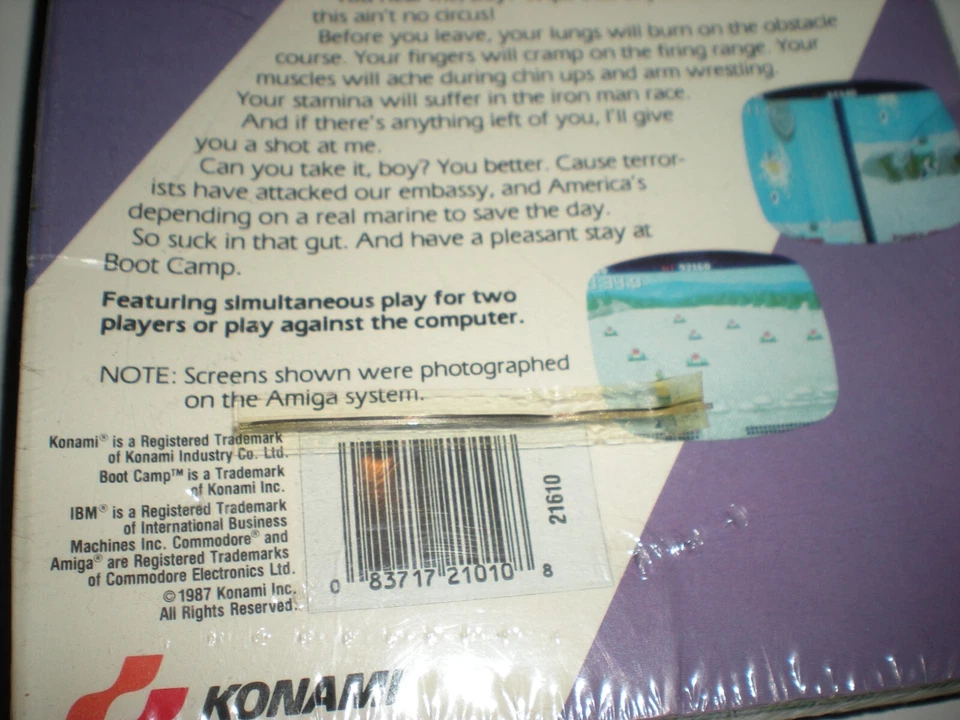 this ain't no circus!
Before you leave, your lungs will burn on the obstacle
course. Your fingers will cramp on the firing range. Your
muscles will ache during chin ups and arm wrestling.
Your stamina will suffer in the iron man race.
And if there's anything left of you, I'll give
you a shot at me.
Can you take it, boy? You better. Cause terror-
ists have attacked our embassy, and America's
depending on a real marine to save the day.
So suck in that gut. And have a pleasant stay at
Boot Camp.
Featuring simultaneous play for two
players or play against the computer.
NOTE: Screens shown were photographed
on the Amiga system.
Konami® is a Registered Trademark
of Konami Industry Co. Ltd.
Boot Camp™ is a Trademark
of Konami Inc.
IBM® is a Registered Trademark
of International Business
Machines Inc. Commodore® and
Amiga® are Registered Trademarks
of Commodore Electronics Ltd.
©1987 Konami Inc.
All Rights Reserved.
21610
0 83717 21010 8
KONAMI